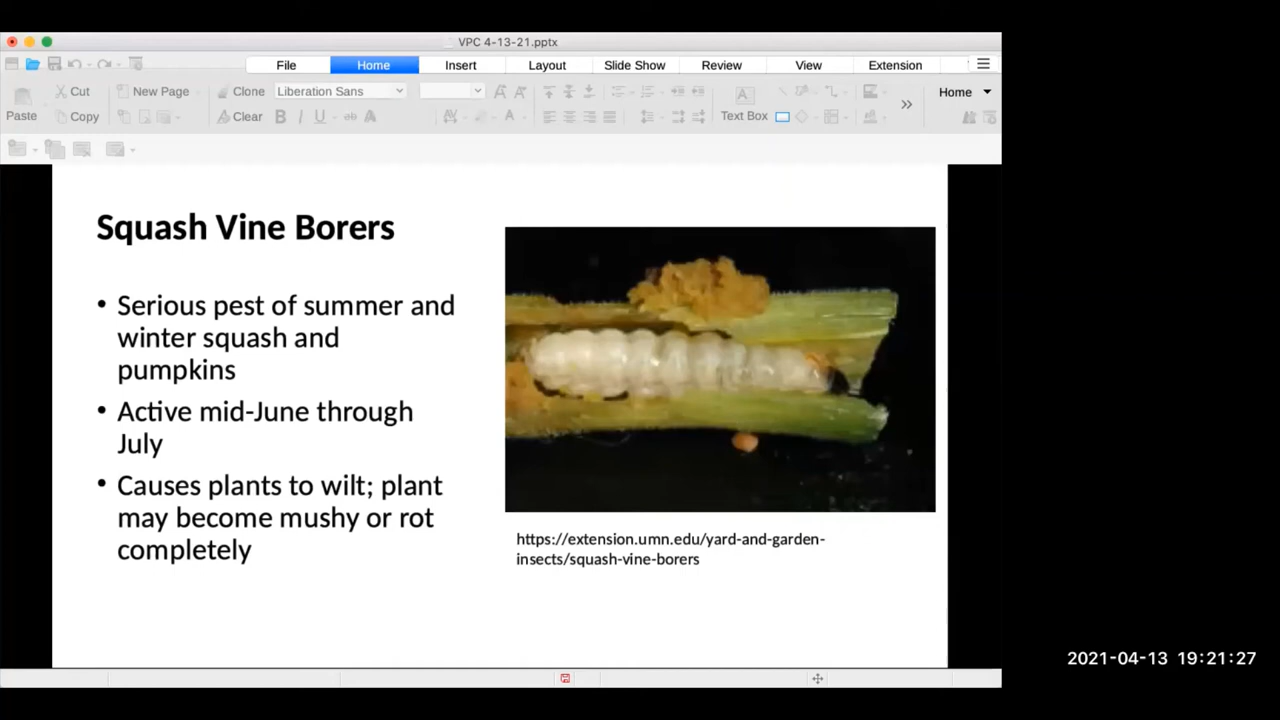 VPC 4-13-21.pptx
File Home Insert Layout Slide Show Review View Extension
Paste Cut Copy New Page Clone Clear Liberation Sans B I U ab A Text Box Home
Squash Vine Borers
• Serious pest of summer and
winter squash and
pumpkins
• Active mid-June through
July
• Causes plants to wilt; plant
may become mushy or rot
completely
https://extension.umn.edu/yard-and-garden-
insects/squash-vine-borers
2021-04-13 19:21:27